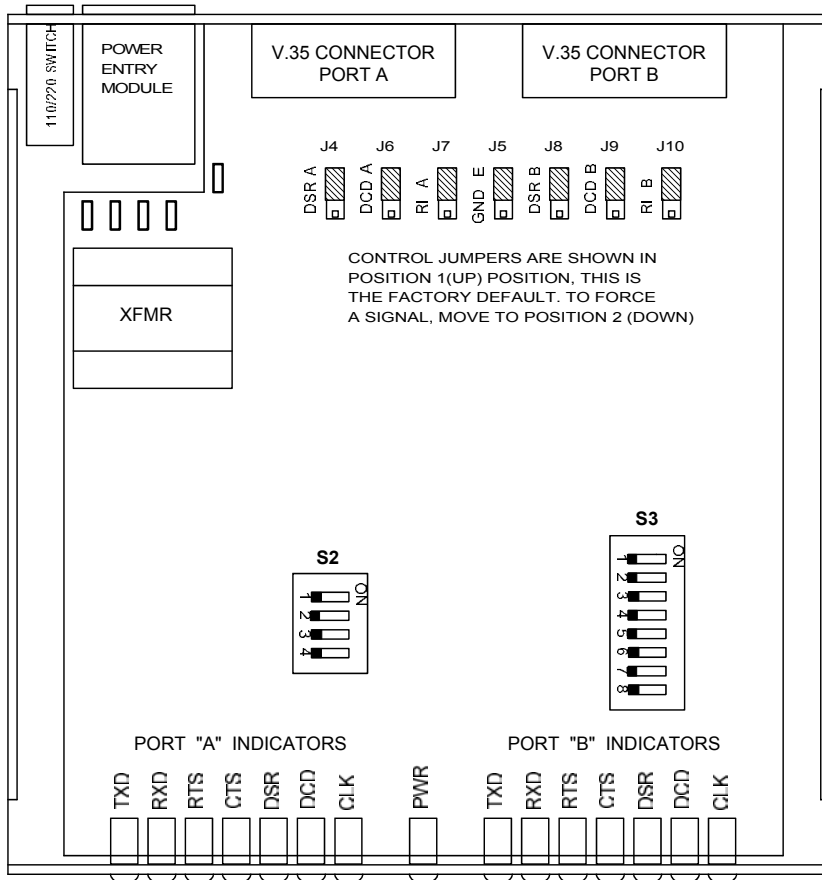 110/220 SWITCH
POWER
ENTRY
MODULE
V.35 CONNECTOR
PORT A
V.35 CONNECTOR
PORT B
J4 J6 J7 J5 J8 J9 J10
DSR A
DCD A
RI A
GND E
DSR B
DCD B
RI B
CONTROL JUMPERS ARE SHOWN IN
POSITION 1(UP) POSITION, THIS IS
THE FACTORY DEFAULT. TO FORCE
A SIGNAL, MOVE TO POSITION 2 (DOWN)
XFMR
S2
ON
1
2
3
4
S3
ON
1
2
3
4
5
6
7
8
PORT "A" INDICATORS
PORT "B" INDICATORS
TXD
RXD
RTS
CTS
DSR
DCD
CLK
PWR
TXD
RXD
RTS
CTS
DSR
DCD
CLK